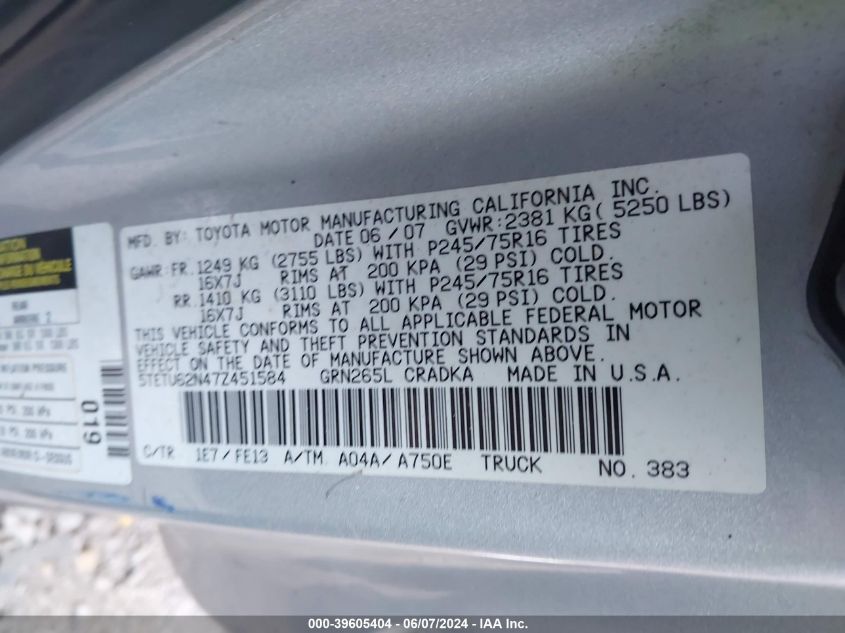 MFD. BY: TOYOTA MOTOR MANUFACTURING CALIFORNIA INC.
DATE 06 / 07 GVWR: 2381 KG ( 5250 LBS)
GAWR: FR. 1249 KG (2755 LBS) WITH P245/75R16 TIRES
16X7J RIMS AT 200 KPA (29 PSI) COLD.
RR. 1410 KG (3110 LBS) WITH P245/75R16 TIRES
16X7J RIMS AT 200 KPA (29 PSI) COLD.
THIS VEHICLE CONFORMS TO ALL APPLICABLE FEDERAL MOTOR
VEHICLE SAFETY AND THEFT PREVENTION STANDARDS IN
EFFECT ON THE DATE OF MANUFACTURE SHOWN ABOVE.
5TETU62N47Z451584 GRN265L CRADKA MADE IN U.S.A.
C/TR 1E7 / FE13 A/TM A04A / A750E TRUCK NO. 383
REAR
INFLATION PRESSURE
019
000-39605404 - 06/07/2024 - IAA Inc.